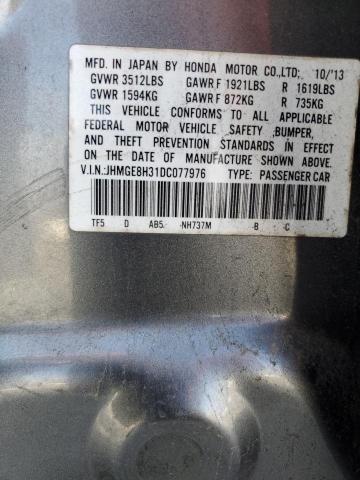 MFD. IN JAPAN BY HONDA MOTOR CO.,LTD. 10/'13
GVWR 3512LBS GAWR F 1921LBS R 1619LBS
GVWR 1594KG GAWR F 872KG R 735KG
THIS VEHICLE CONFORMS TO ALL APPLICABLE
FEDERAL MOTOR VEHICLE SAFETY ,BUMPER,
AND THEFT PREVENTION STANDARDS IN EFFECT
ON THE DATE OF MANUFACTURE SHOWN ABOVE.
V.I.N.:JHMGE8H31DC077976 TYPE: PASSENGER CAR
TF5 D AB5. NH737M B C